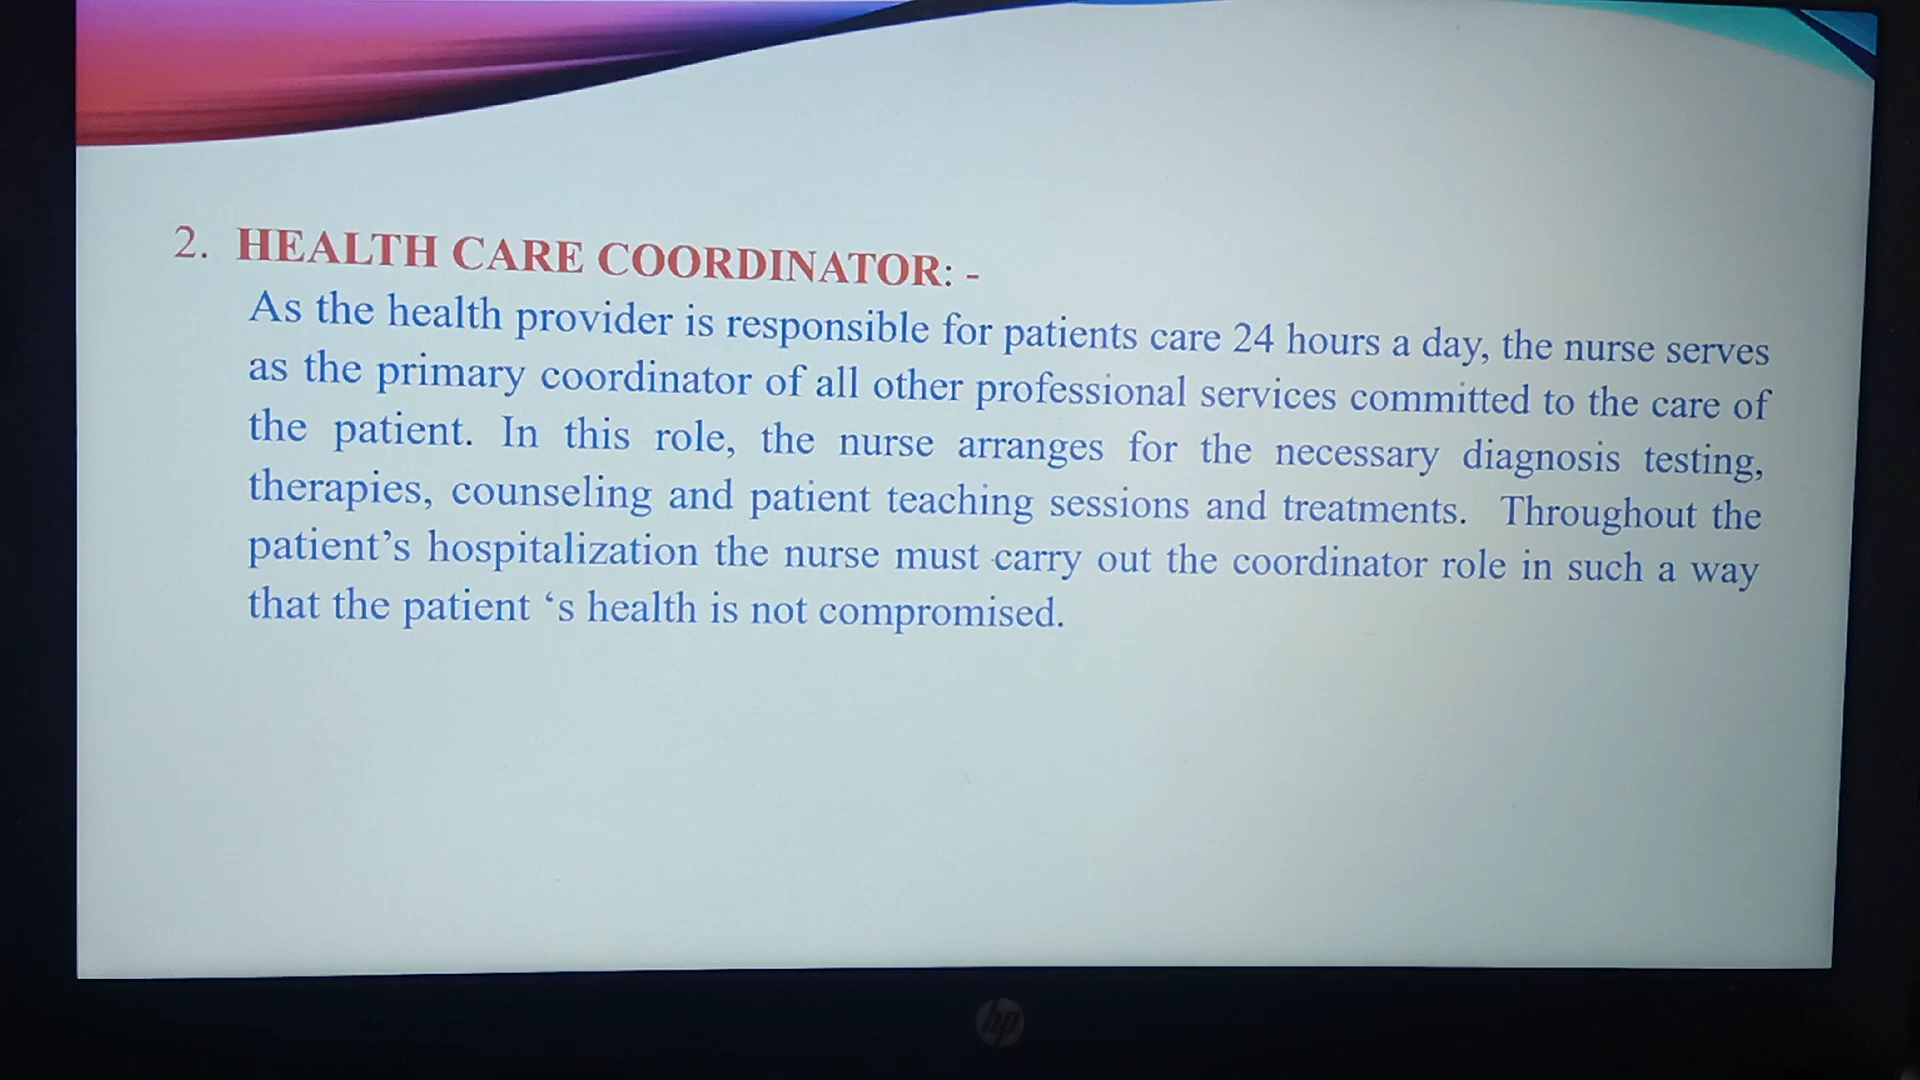 2. HEALTH CARE COORDINATOR: -
As the health provider is responsible for patients care 24 hours a day, the nurse serves
as the primary coordinator of all other professional services committed to the care of
the patient. In this role, the nurse arranges for the necessary diagnosis testing,
therapies, counseling and patient teaching sessions and treatments. Throughout the
patient’s hospitalization the nurse must carry out the coordinator role in such a way
that the patient ‘s health is not compromised.
hp